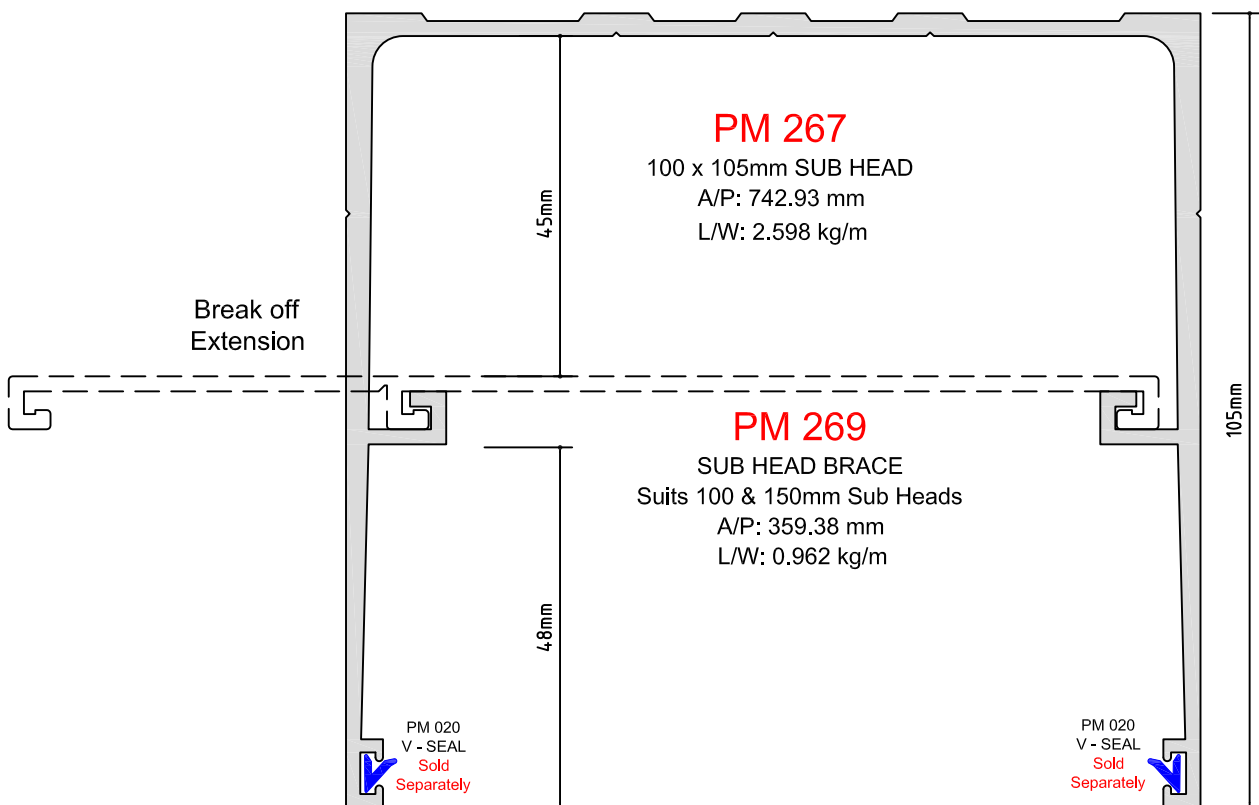 PM 267
100 x 105mm SUB HEAD
A/P: 742.93 mm
L/W: 2.598 kg/m
45mm
Break off
Extension
105mm
PM 269
SUB HEAD BRACE
Suits 100 & 150mm Sub Heads
A/P: 359.38 mm
L/W: 0.962 kg/m
48mm
PM 020
V - SEAL
Sold
Separately
PM 020
V - SEAL
Sold
Separately